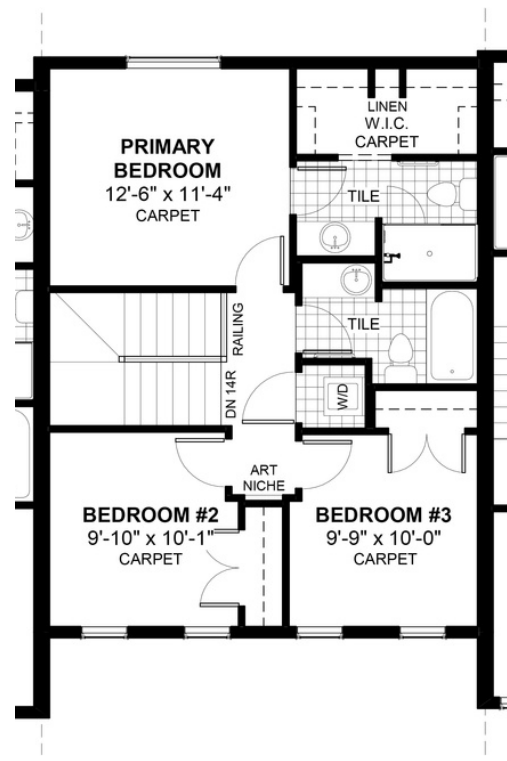 LINEN
W.I.C.
CARPET
PRIMARY
BEDROOM
12'-6" x 11'-4"
CARPET
TILE
RAILING
TILE
DN 14R
W/D
ART
NICHE
BEDROOM #2
9'-10" x 10'-1"
CARPET
BEDROOM #3
9'-9" x 10'-0"
CARPET